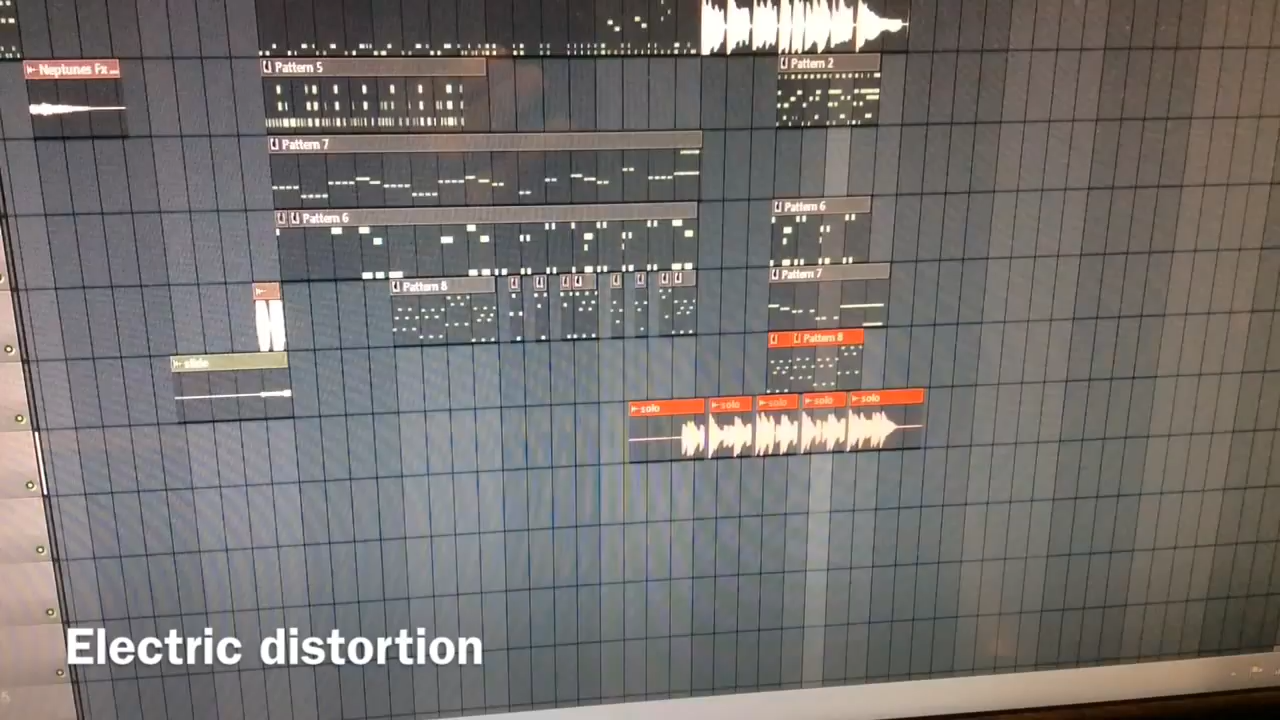 Neptunes Fx
Pattern 5
Pattern 2
Pattern 7
Pattern 6
Pattern 6
Pattern 7
Pattern 8
Pattern 8
slide
solo
solo
solo
solo
solo
Electric distortion